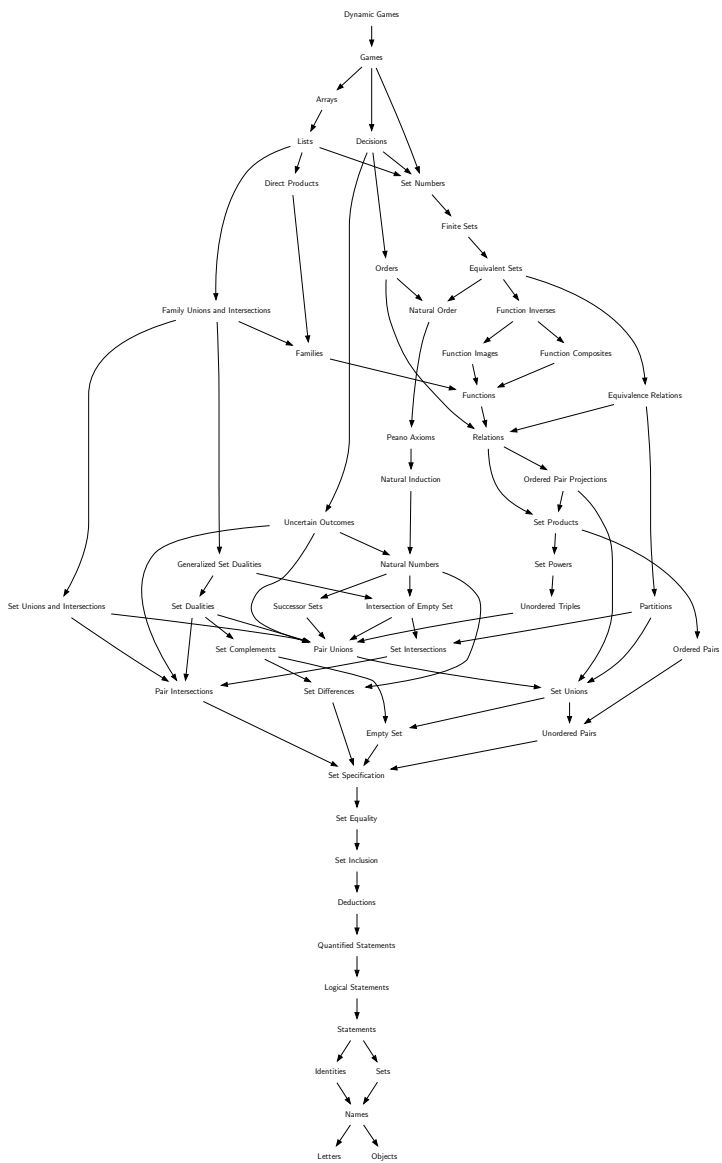 Dynamic Games
Games
Arrays
Lists
Decisions
Direct Products
Set Numbers
Finite Sets
Orders
Equivalent Sets
Family Unions and Intersections
Natural Order
Function Inverses
Families
Function Images
Function Composites
Functions
Equivalence Relations
Peano Axioms
Relations
Natural Induction
Ordered Pair Projections
Uncertain Outcomes
Set Products
Generalized Set Dualities
Natural Numbers
Set Powers
Set Unions and Intersections
Set Dualities
Successor Sets
Intersection of Empty Set
Unordered Triples
Partitions
Set Complements
Pair Unions
Set Intersections
Ordered Pairs
Pair Intersections
Set Differences
Set Unions
Empty Set
Unordered Pairs
Set Specification
Set Equality
Set Inclusion
Deductions
Quantified Statements
Logical Statements
Statements
Identities
Sets
Names
Letters
Objects